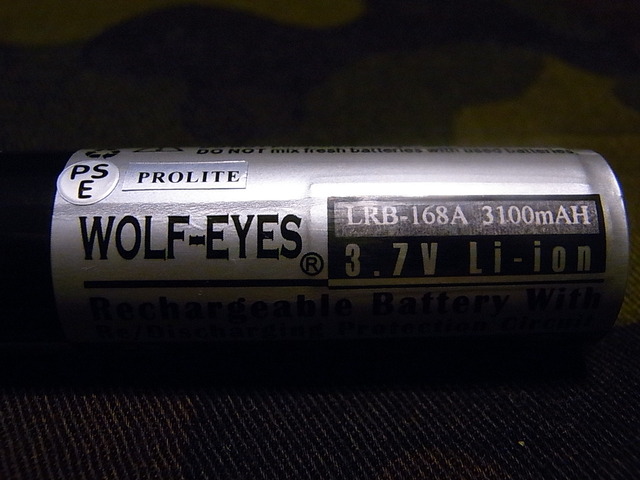 DO NOT mix fresh batteries with used batteries
PS
E
PROLITE
WOLF-EYES®
LRB-168A 3100mAH
3.7V Li-ion
Rechargeable Battery With
Re/Discharging Protection Circuit